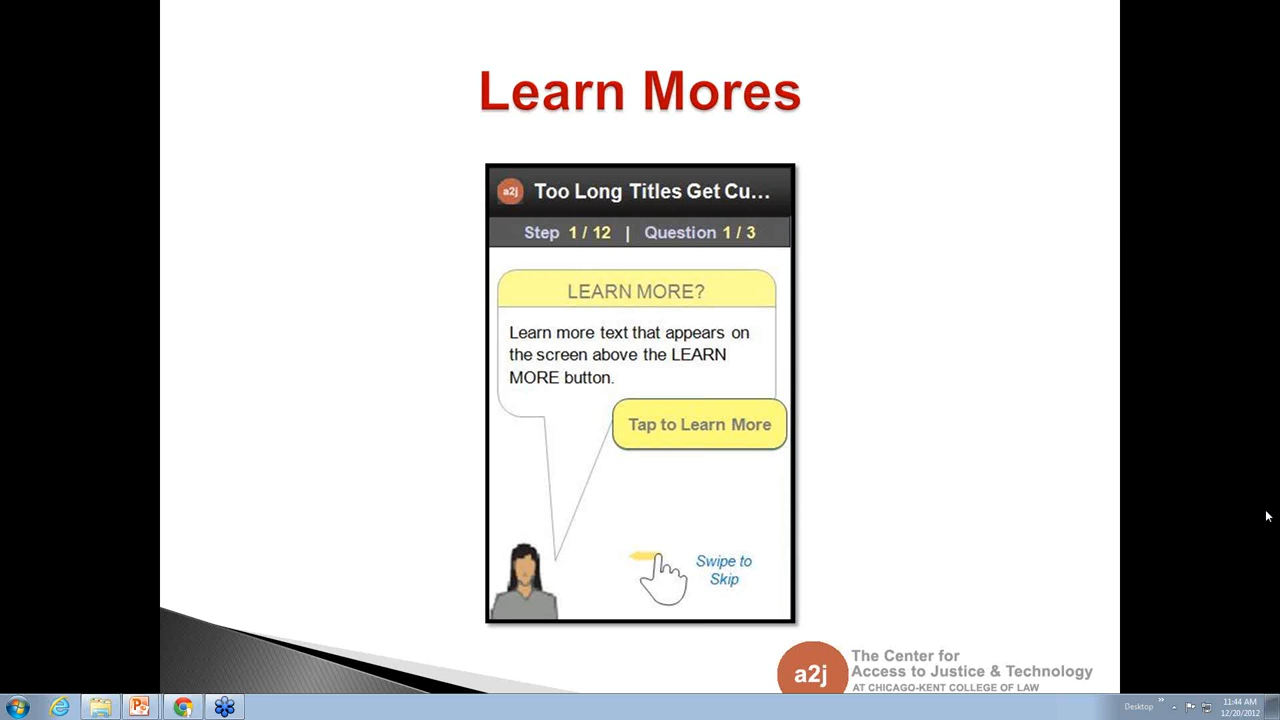 Learn Mores
a2j Too Long Titles Get Cu...
Step 1 / 12 | Question 1 / 3
LEARN MORE?
Learn more text that appears on
the screen above the LEARN
MORE button.
Tap to Learn More
Swipe to
Skip
a2j
The Center for
Access to Justice & Technology
AT CHICAGO-KENT COLLEGE OF LAW
Desktop
11:44 AM
12/20/2012